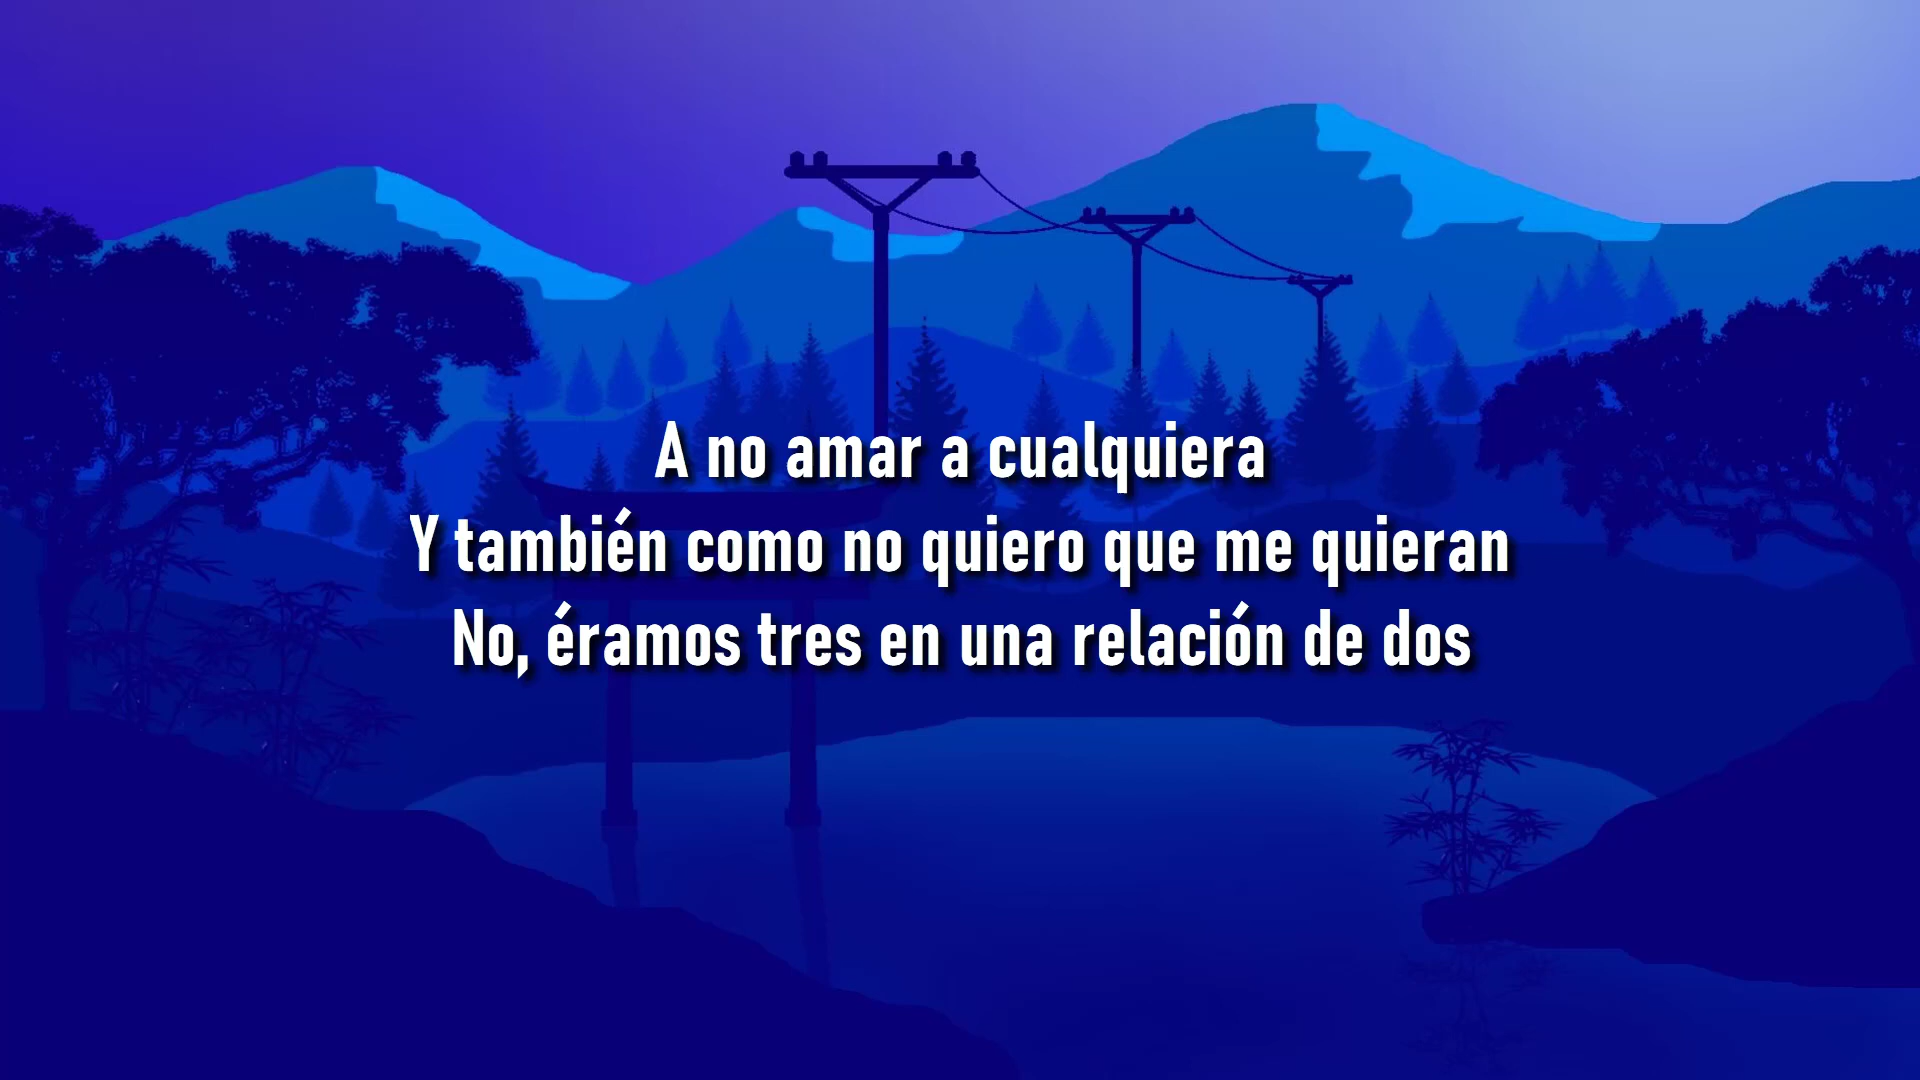 A no amar a cualquiera
Y también como no quiero que me quieran
No, éramos tres en una relación de dos